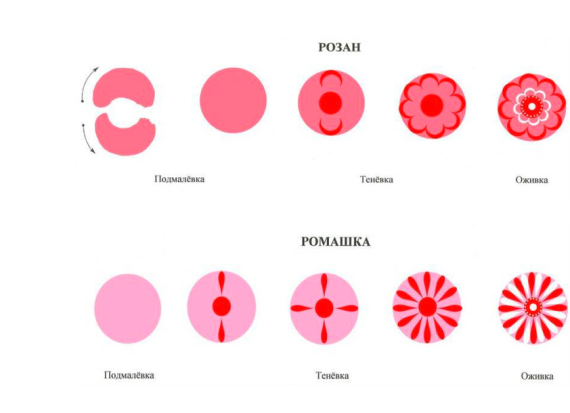 РОЗАН
Подмалёвка Тенёвка Оживка
РОМАШКА
Подмалёвка Тенёвка Оживка